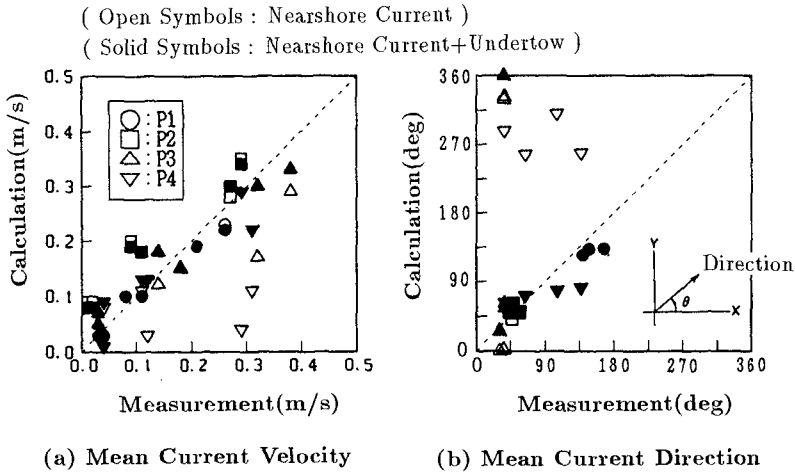 ( Open Symbols : Nearshore Current )
( Solid Symbols : Nearshore Current+Undertow )
Calculation(m/s)
0.5
0.4
0.3
0.2
0.1
0.0
: P1
: P2
: P3
: P4
0.0 0.1 0.2 0.3 0.4 0.5
Measurement(m/s)
(a) Mean Current Velocity
(b)
Calculation(deg)
360
270
180
90
0
Y
Direction
θ
X
0 90 180 270 360
Measurement(deg)
(b) Mean Current Direction